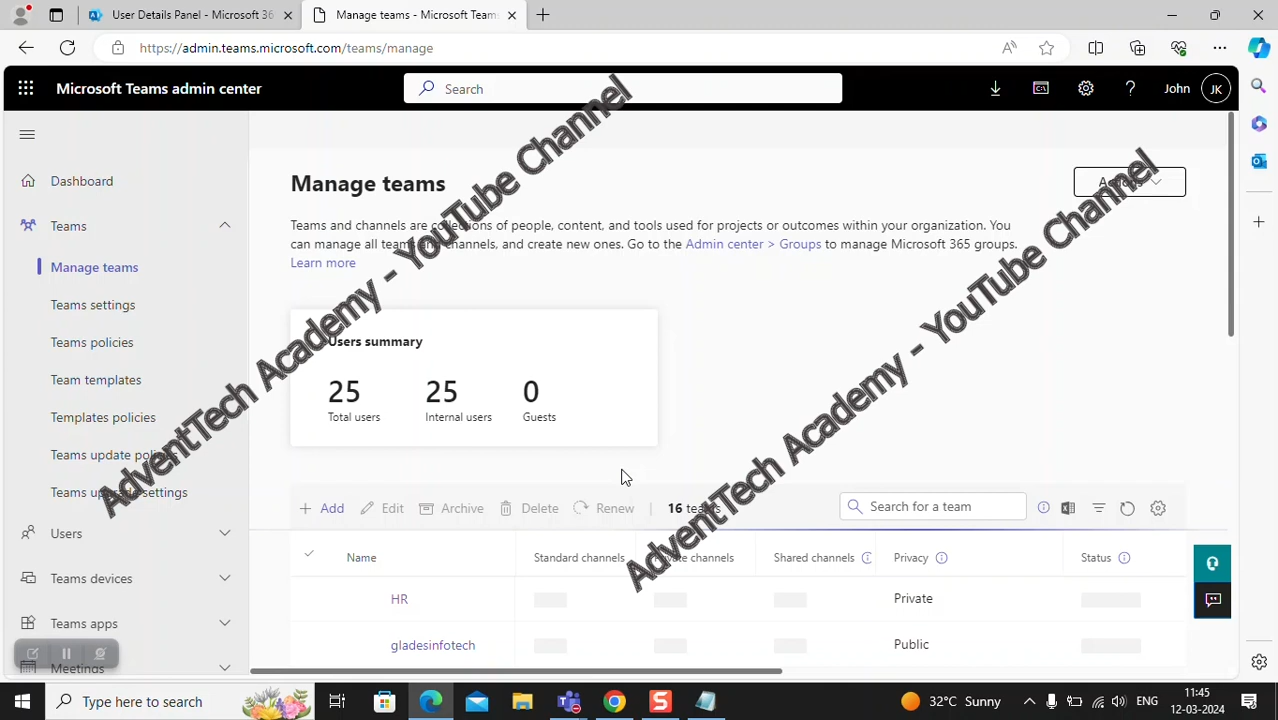 User Details Panel - Microsoft 36
Manage teams - Microsoft Teams
https://admin.teams.microsoft.com/teams/manage
Microsoft Teams admin center
Search
John
JK
Dashboard
Teams
Manage teams
Teams settings
Teams policies
Team templates
Templates policies
Teams update policies
Teams upgrade settings
Users
Teams devices
Teams apps
Meetings
Manage teams
Actions
Teams and channels are collections of people, content, and tools used for projects or outcomes within your organization. You
can manage all teams and channels, and create new ones. Go to the Admin center > Groups to manage Microsoft 365 groups.
Learn more
Users summary
25
25
0
Total users
Internal users
Guests
Add
Edit
Archive
Delete
Renew
16 teams
Search for a team
Name
Standard channels
Private channels
Shared channels
Privacy
Status
HR
Private
gladesinfotech
Public
AdventTech Academy - YouTube Channel
AdventTech Academy - YouTube Channel
Type here to search
32°C Sunny
ENG
11:45
12-03-2024